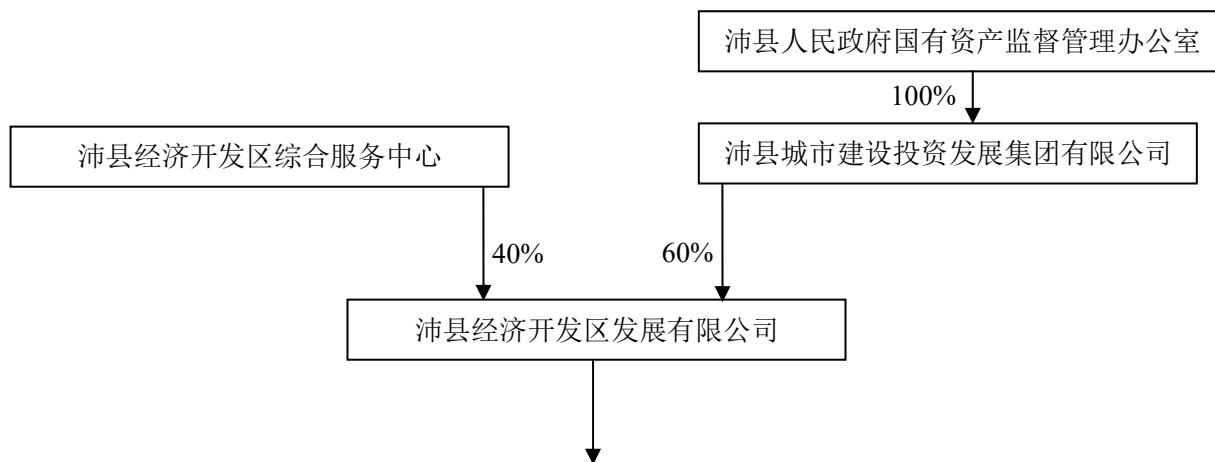 沛县人民政府国有资产监督管理办公室
100%
沛县经济开发区综合服务中心
沛县城市建设投资发展集团有限公司
40%
60%
沛县经济开发区发展有限公司